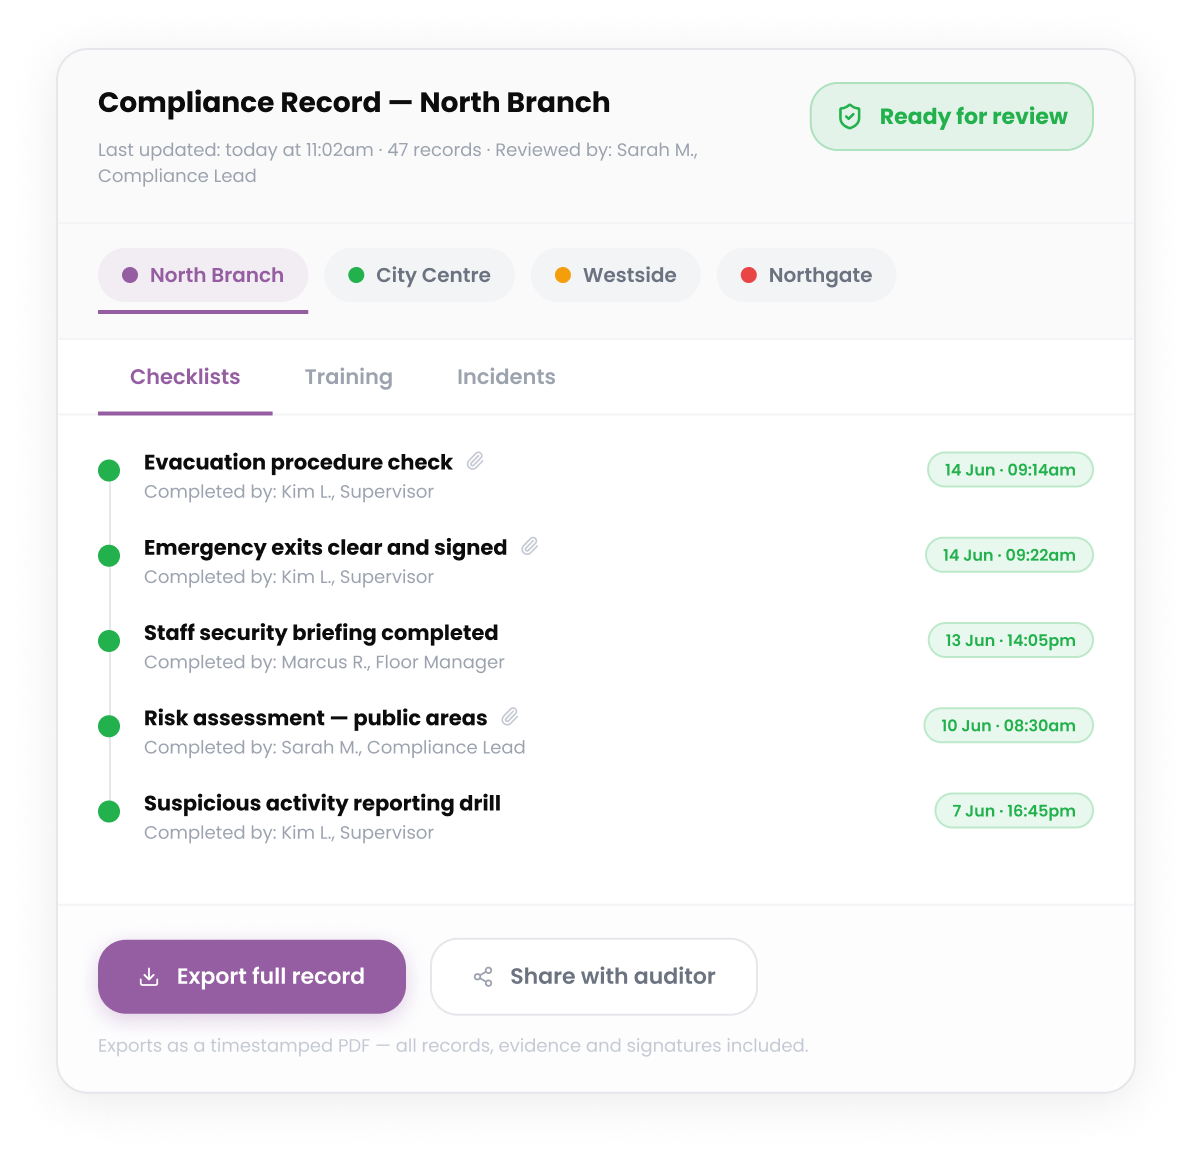 Compliance Record — North Branch
Ready for review
Last updated: today at 11:02am · 47 records · Reviewed by: Sarah M.,
Compliance Lead
North Branch
City Centre
Westside
Northgate
Checklists
Training
Incidents
Evacuation procedure check
14 Jun · 09:14am
Completed by: Kim L., Supervisor
Emergency exits clear and signed
14 Jun · 09:22am
Completed by: Kim L., Supervisor
Staff security briefing completed
13 Jun · 14:05pm
Completed by: Marcus R., Floor Manager
Risk assessment — public areas
10 Jun · 08:30am
Completed by: Sarah M., Compliance Lead
Suspicious activity reporting drill
7 Jun · 16:45pm
Completed by: Kim L., Supervisor
Export full record
Share with auditor
Exports as a timestamped PDF — all records, evidence and signatures included.